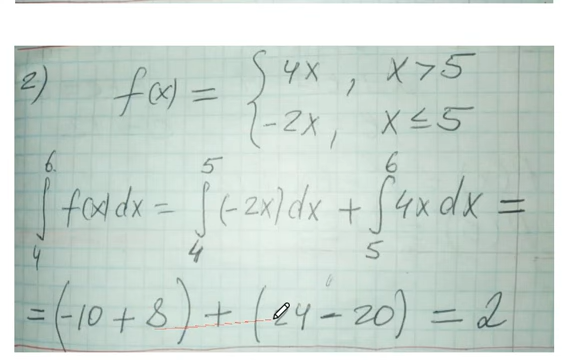 2) f(x) = { 4x , x > 5
{ -2x , x ≤ 5
∫₄⁶ f(x) dx = ∫₄⁵ (-2x) dx + ∫₅⁶ 4x dx =
= (-10 + 8) + (24 - 20) = 2